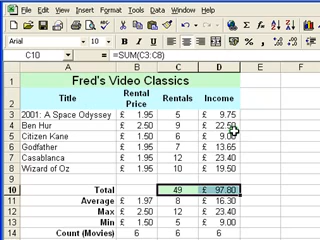 File Edit View Insert Format Tools Data Window Help
100%
Arial 10 B I U
C10 =SUM(C3:C8)
A B C D E F
1 Fred's Video Classics
2 Title Rental Price Rentals Income
3 2001: A Space Odyssey £ 1.95 5 £ 9.75
4 Ben Hur £ 2.50 9 £ 22.50
5 Citizen Kane £ 1.50 6 £ 9.00
6 Godfather £ 1.95 7 £ 13.65
7 Casablanca £ 1.95 12 £ 23.40
8 Wizard of Oz £ 1.95 10 £ 19.50
9
10 Total 49 £ 97.80
11 Average £ 1.97 8 £ 16.30
12 Max £ 2.50 12 £ 23.40
13 Min £ 1.50 5 £ 9.00
14 Count (Movies) 6 6 6